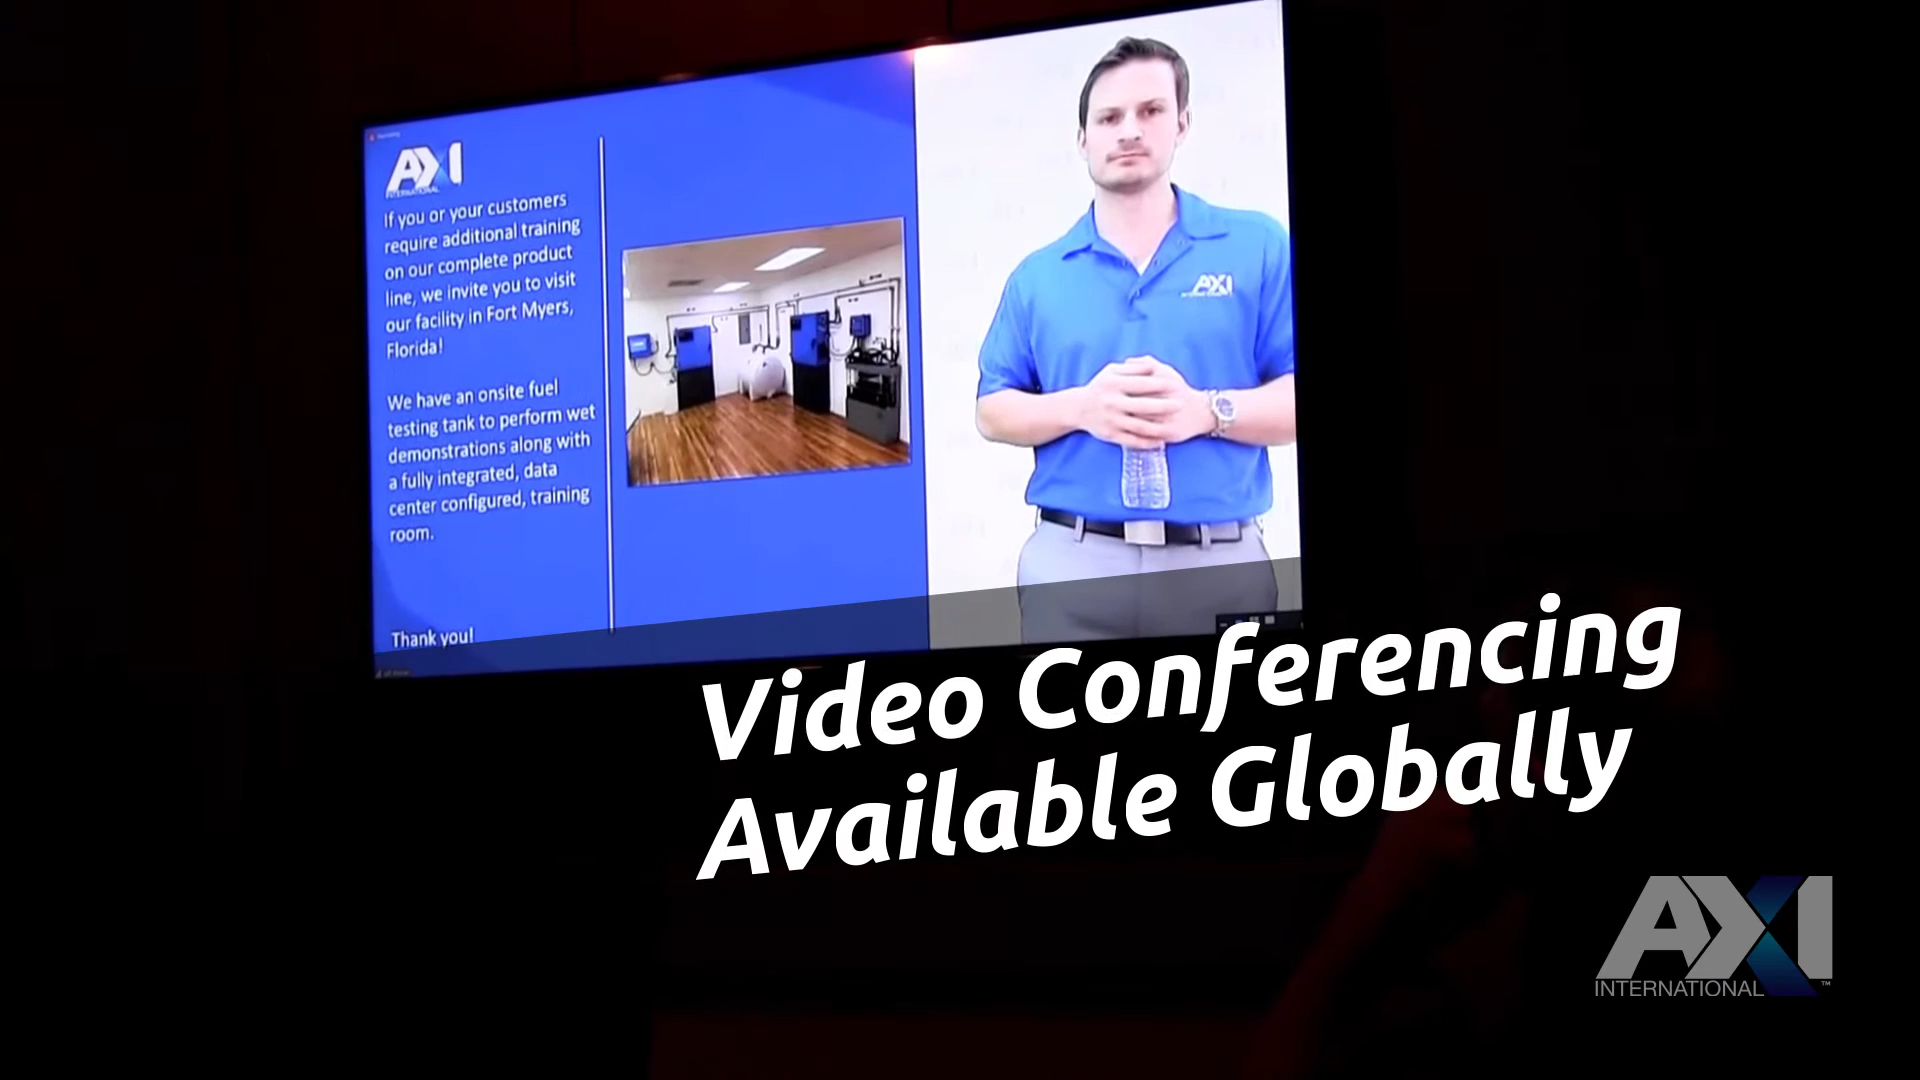 AXI
INTERNATIONAL
If you or your customers
require additional training
on our complete product
line, we invite you to visit
our facility in Fort Myers,
Florida!
We have an onsite fuel
testing tank to perform wet
demonstrations along with
a fully integrated, data
center configured, training
room.
Thank you!
AXI
INTERNATIONAL
Video Conferencing
Available Globally
AXI
INTERNATIONAL™